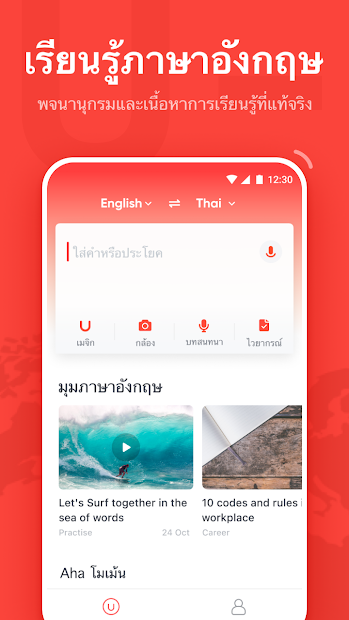 เรียนรู้ภาษาอังกฤษ
พจนานุกรมและเนื้อหาการเรียนรู้ที่แท้จริง
12:30
English Thai
ใส่คำหรือประโยค
เมจิก กล้อง บทสนทนา ไวยากรณ์
มุมภาษาอังกฤษ
Let's Surf together in the
sea of words
Practise 24 Oct
10 codes and rules i
workplace
Career
Aha โมเม้น
U